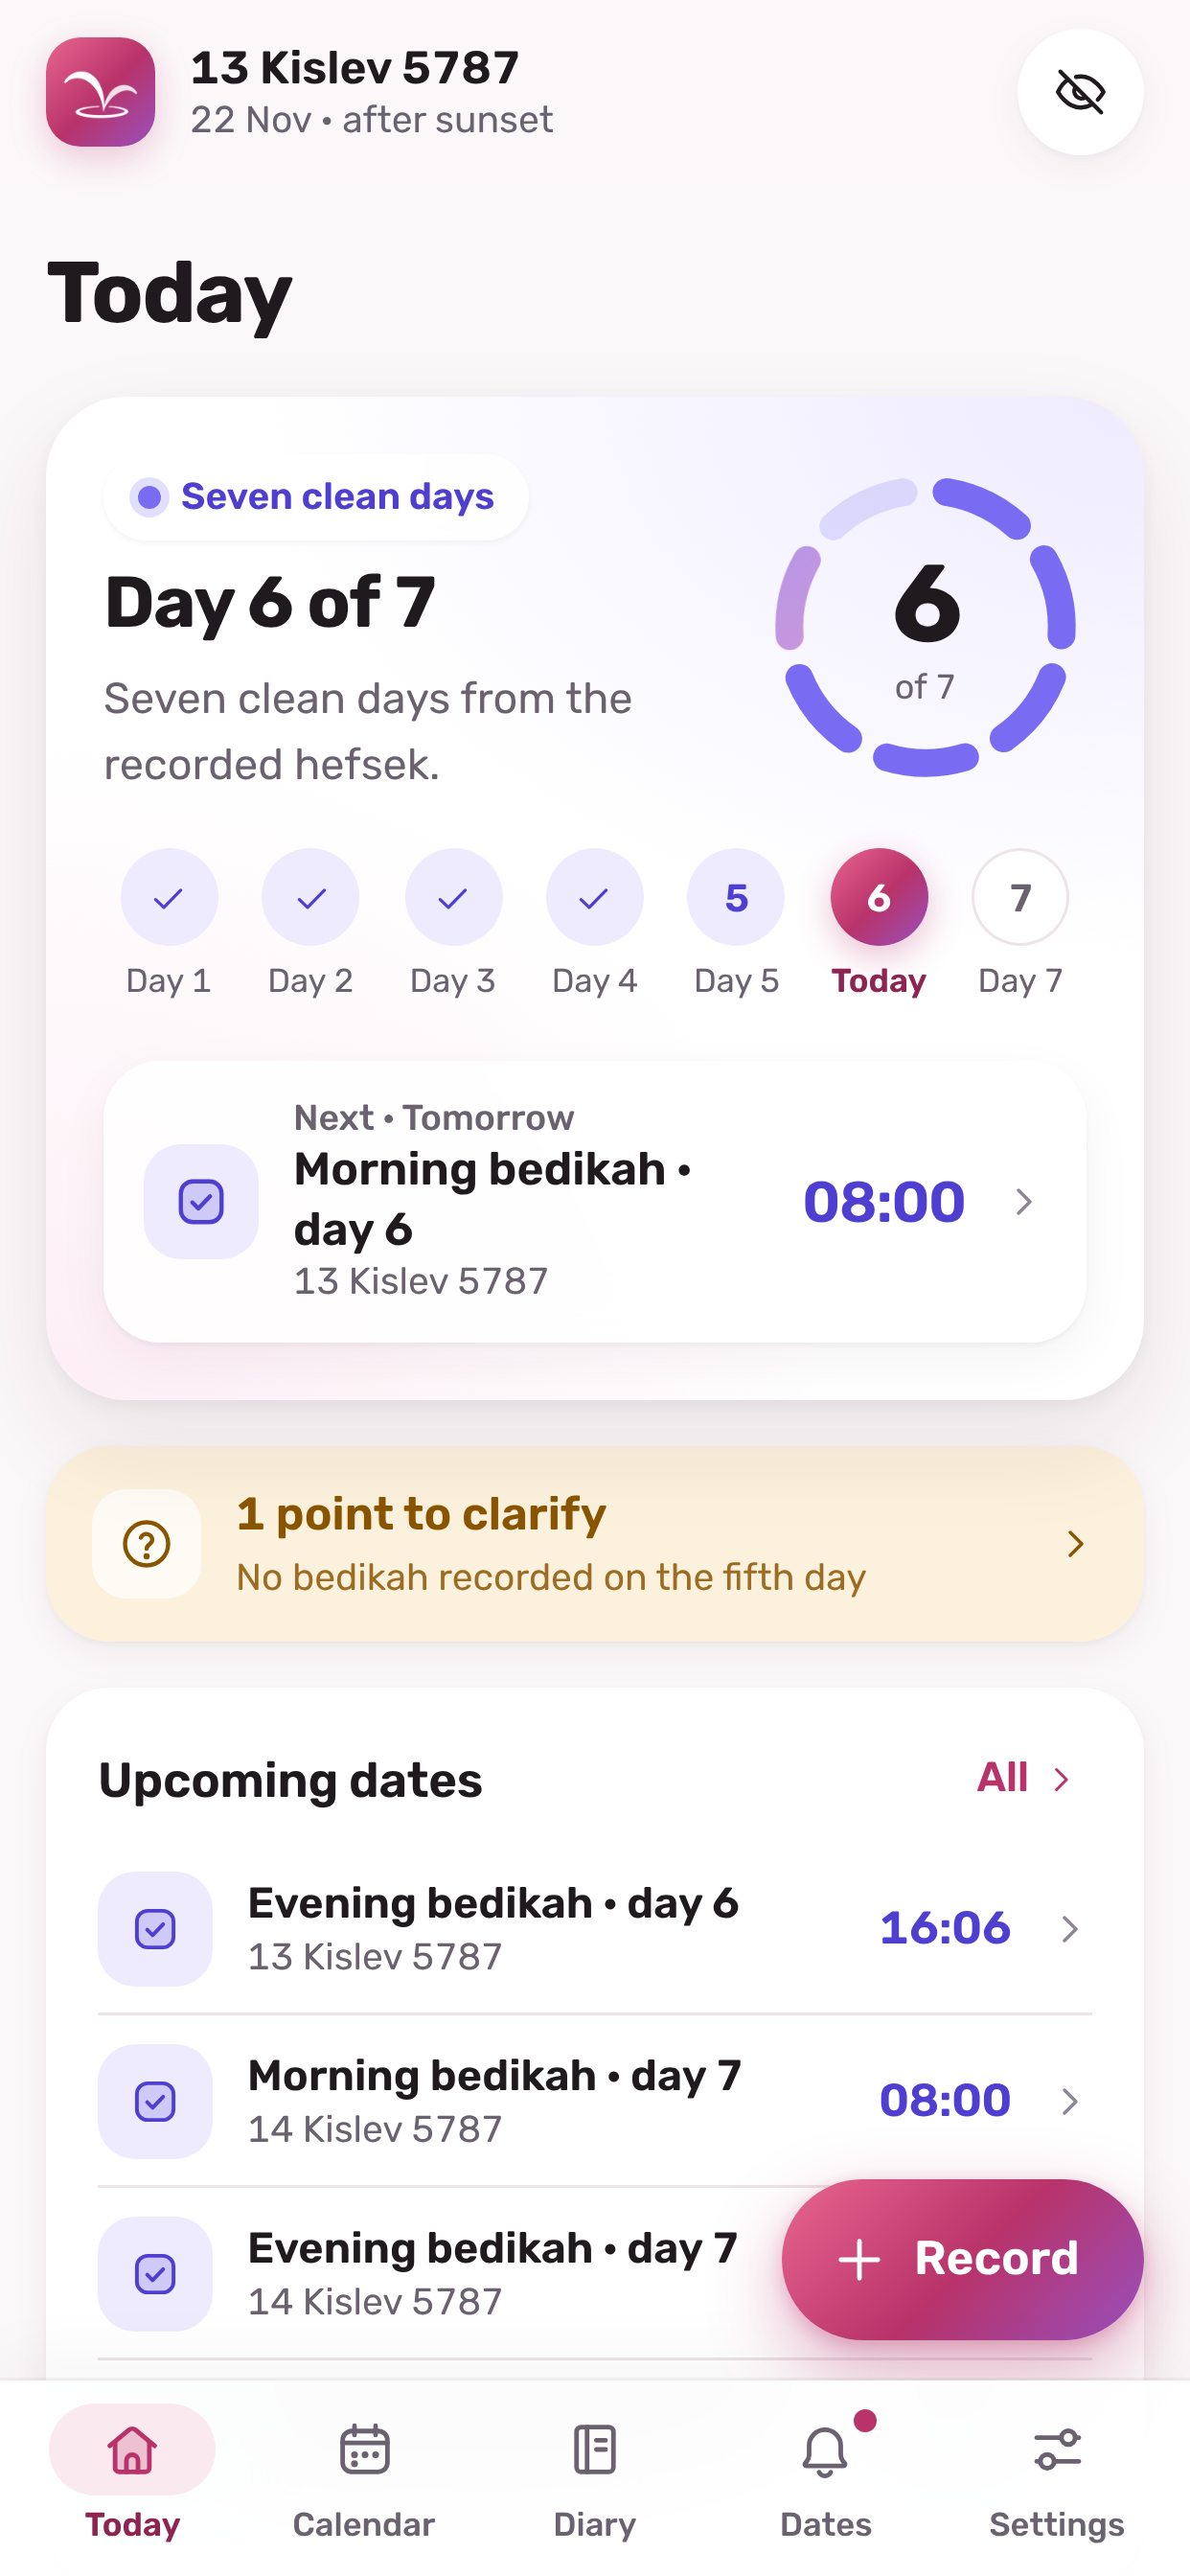 13 Kislev 5787
22 Nov • after sunset
Today
Seven clean days
Day 6 of 7
Seven clean days from the
recorded hefsek.
6
of 7
5
6
7
Day 1
Day 2
Day 3
Day 4
Day 5
Today
Day 7
Next • Tomorrow
Morning bedikah •
day 6
13 Kislev 5787
08:00
1 point to clarify
No bedikah recorded on the fifth day
Upcoming dates
All
Evening bedikah • day 6
13 Kislev 5787
16:06
Morning bedikah • day 7
14 Kislev 5787
08:00
Evening bedikah • day 7
14 Kislev 5787
Record
Today
Calendar
Diary
Dates
Settings